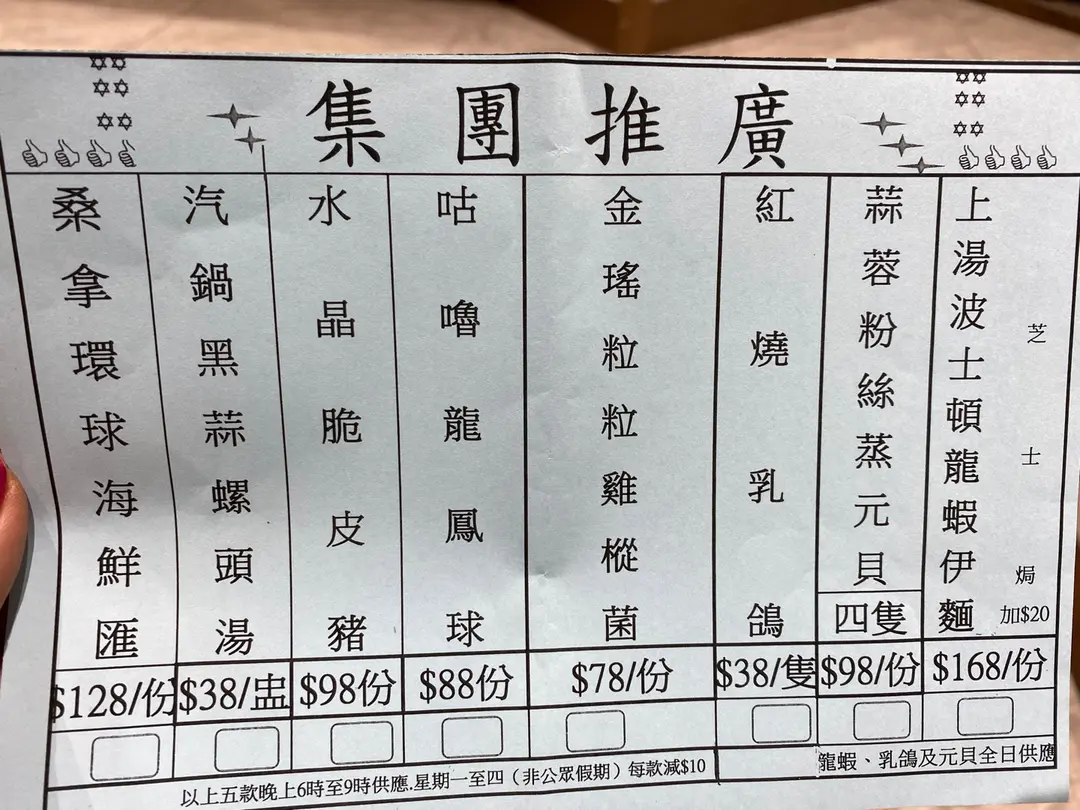 集團推廣
上湯波士頓龍蝦伊麵
芝士焗
加$20
$168/份
蒜蓉粉絲蒸元貝
四隻
$98/份
紅燒乳鴿
$38/隻
金瑤粒粒雞樅菌
$78/份
咕嚕龍鳳球
$88份
水晶脆皮豬
$98份
汽鍋黑蒜螺頭湯
$38/盅
桑拿環球海鮮匯
$128/份
龍蝦、乳鴿及元貝全日供應
以上五款晚上6時至9時供應.星期一至四（非公眾假期）每款減$10